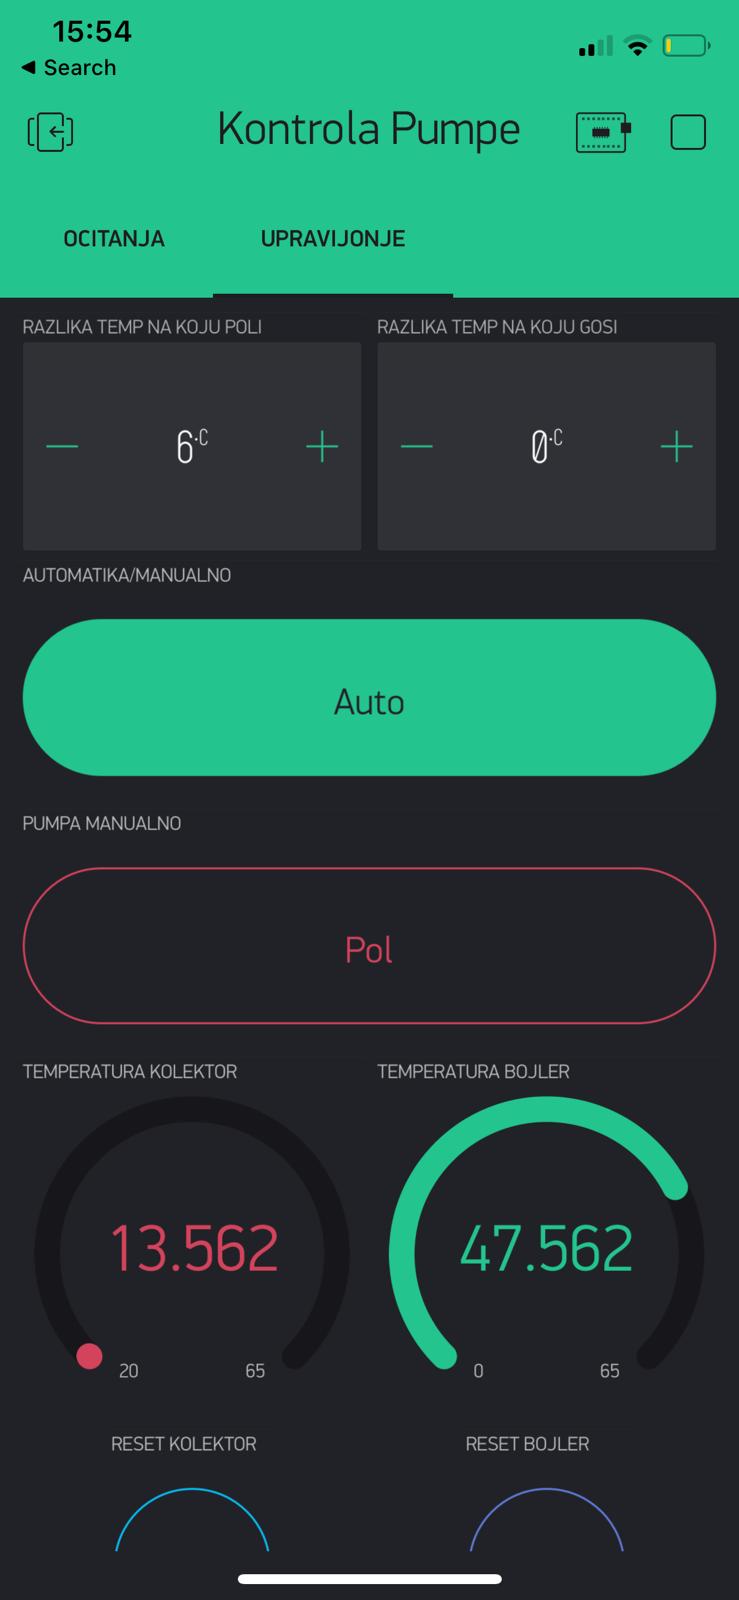 15:54
◀ Search
Kontrola Pumpe
OCITANJA UPRAVIJONJE
RAZLIKA TEMP NA KOJU POLI RAZLIKA TEMP NA KOJU GOSI
— 6°C + — 0°C +
AUTOMATIKA/MANUALNO
Auto
PUMPA MANUALNO
Pol
TEMPERATURA KOLEKTOR TEMPERATURA BOJLER
13.562 47.562
20 65 0 65
RESET KOLEKTOR RESET BOJLER